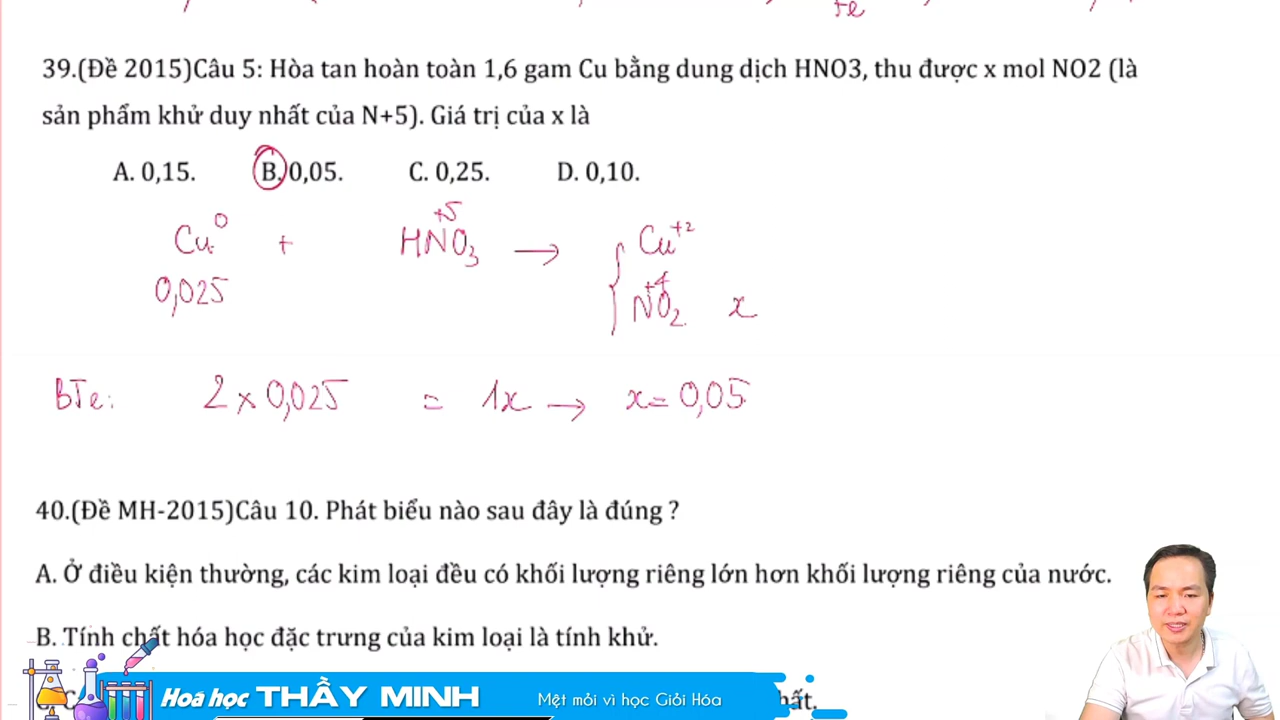 Fe
39.(Đề 2015)Câu 5: Hòa tan hoàn toàn 1,6 gam Cu bằng dung dịch HNO3, thu được x mol NO2 (là
sản phẩm khử duy nhất của N+5). Giá trị của x là
A. 0,15. B. 0,05. C. 0,25. D. 0,10.
Cu⁰ + HN⁺⁵O₃ → { Cu⁺²
0,025 N⁺⁴O₂ x
BTe: 2 × 0,025 = 1x → x = 0,05
40.(Đề MH-2015)Câu 10. Phát biểu nào sau đây là đúng ?
A. Ở điều kiện thường, các kim loại đều có khối lượng riêng lớn hơn khối lượng riêng của nước.
B. Tính chất hóa học đặc trưng của kim loại là tính khử.
Hoá học THẦY MINH Mệt mỏi vì học Giỏi Hóa